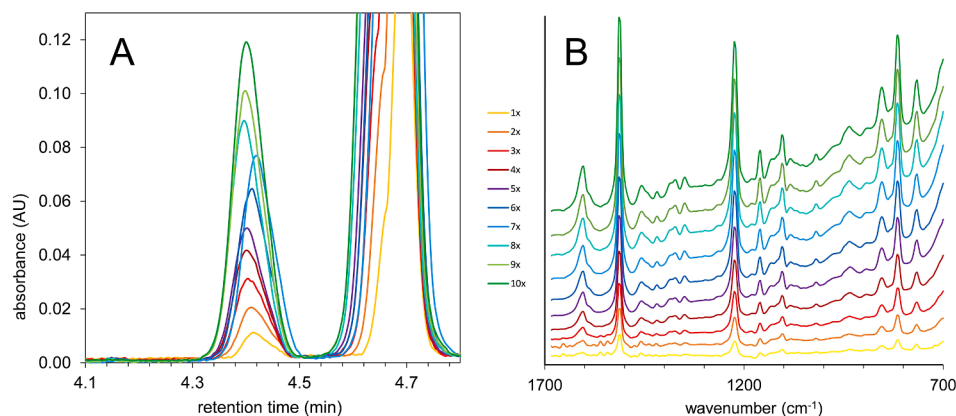 A
0.12
0.10
0.08
0.06
0.04
0.02
0.00
absorbance (AU)
4.1
4.3
4.5
4.7
retention time (min)
1x
2x
3x
4x
5x
6x
7x
8x
9x
10x
B
1700
1200
700
wavenumber (cm⁻¹)